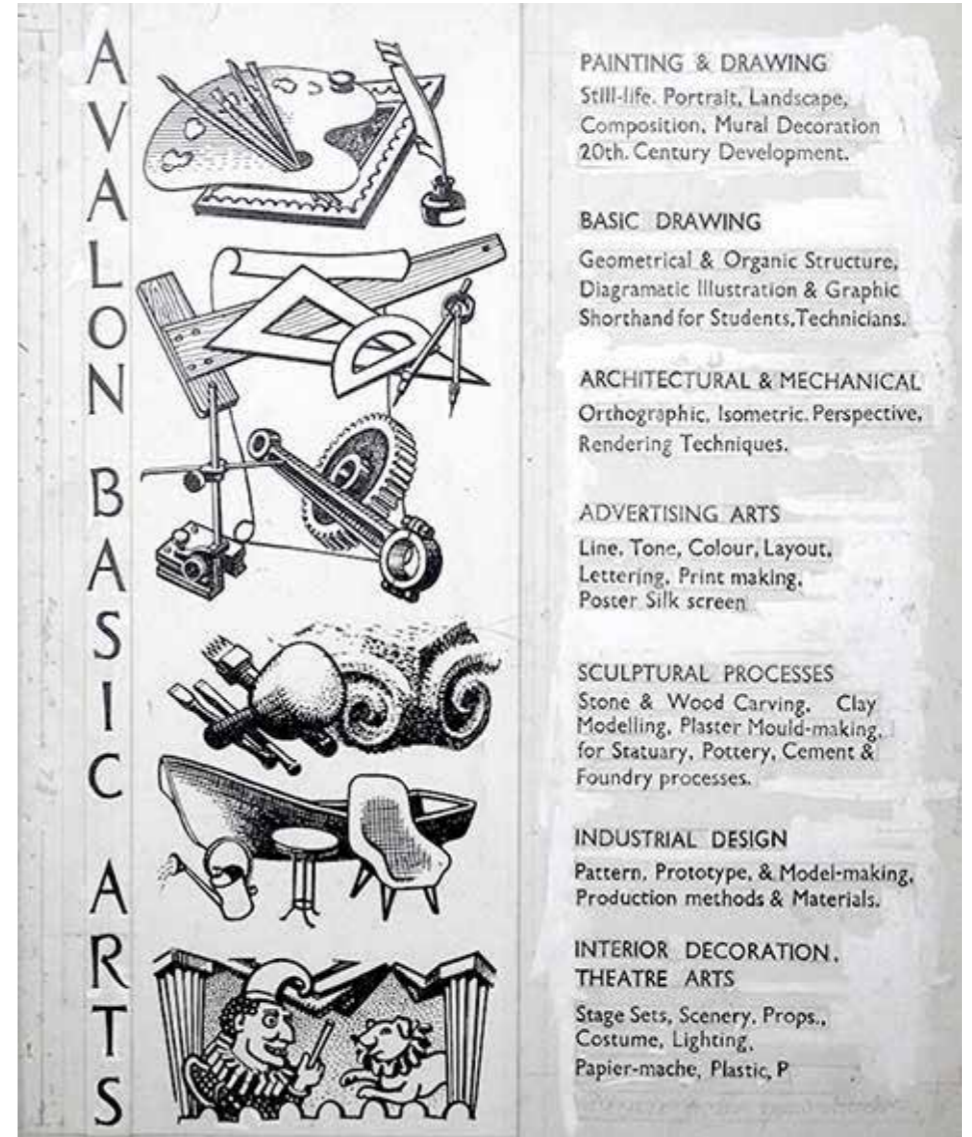 AVALON BASIC ARTS
PAINTING & DRAWING
Still-life. Portrait, Landscape,
Composition, Mural Decoration
20th. Century Development.
BASIC DRAWING
Geometrical & Organic Structure,
Diagramatic Illustration & Graphic
Shorthand for Students, Technicians.
ARCHITECTURAL & MECHANICAL
Orthographic, Isometric. Perspective,
Rendering Techniques.
ADVERTISING ARTS
Line, Tone, Colour, Layout,
Lettering, Print making,
Poster Silk screen
SCULPTURAL PROCESSES
Stone & Wood Carving, Clay
Modelling, Plaster Mould-making,
for Statuary, Pottery, Cement &
Foundry processes.
INDUSTRIAL DESIGN
Pattern, Prototype, & Model-making,
Production methods & Materials.
INTERIOR DECORATION,
THEATRE ARTS
Stage Sets, Scenery, Props.,
Costume, Lighting,
Papier-mache, Plastic, P